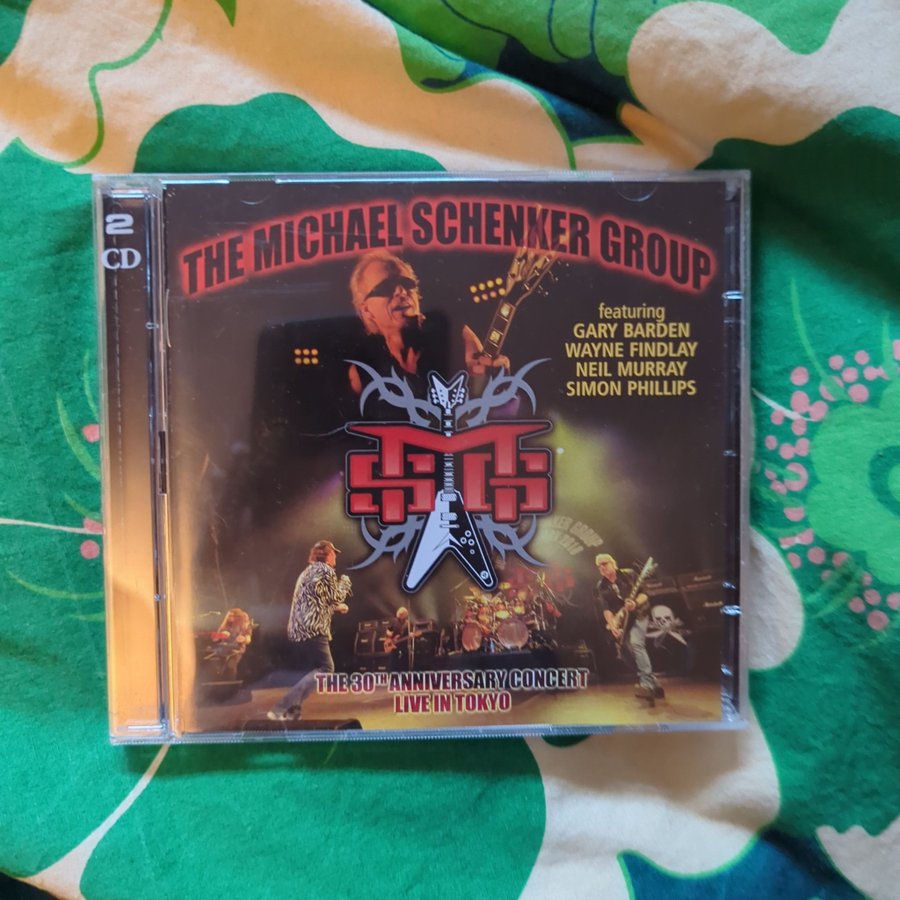 2
CD
THE MICHAEL SCHENKER GROUP
featuring
GARY BARDEN
WAYNE FINDLAY
NEIL MURRAY
SIMON PHILLIPS
MSG
THE 30TH ANNIVERSARY CONCERT
LIVE IN TOKYO